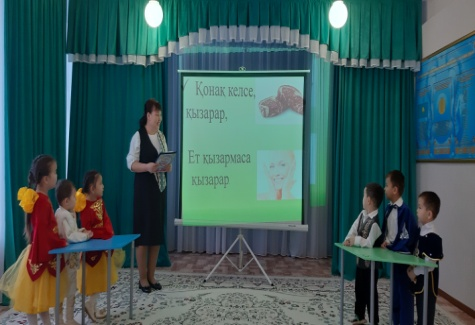 Қонақ келсе,
қызарар,
Ет қызармаса
қызарар